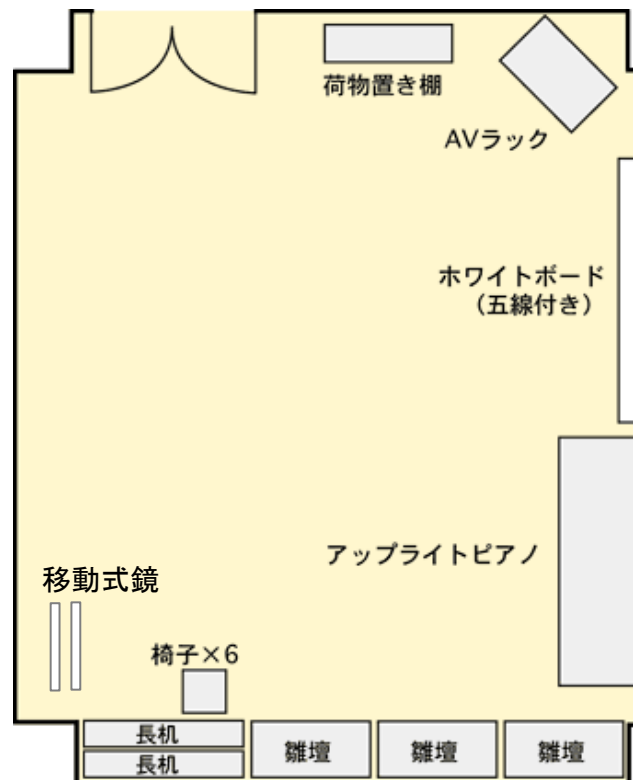 荷物置き棚
AVラック
ホワイトボード
（五線付き）
アップライトピアノ
移動式鏡
椅子×6
長机
長机
雛壇
雛壇
雛壇